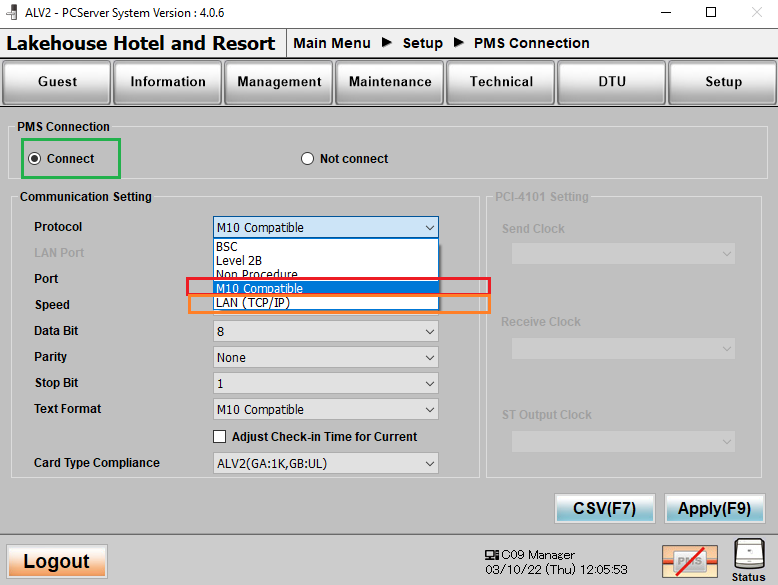 ALV2 - PCServer System Version : 4.0.6
Lakehouse Hotel and Resort Main Menu ▶ Setup ▶ PMS Connection
Guest Information Management Maintenance Technical DTU Setup
PMS Connection
Connect Not connect
Communication Setting
Protocol M10 Compatible
BSC
Level 2B
Non Procedure
M10 Compatible
LAN (TCP/IP)
LAN Port
Port
Speed
Data Bit 8
Parity None
Stop Bit 1
Text Format M10 Compatible
Adjust Check-in Time for Current
Card Type Compliance ALV2(GA:1K,GB:UL)
PCI-4101 Setting
Send Clock
Receive Clock
ST Output Clock
CSV(F7) Apply(F9)
Logout
C09 Manager
03/10/22 (Thu) 12:05:53
PMS
Status